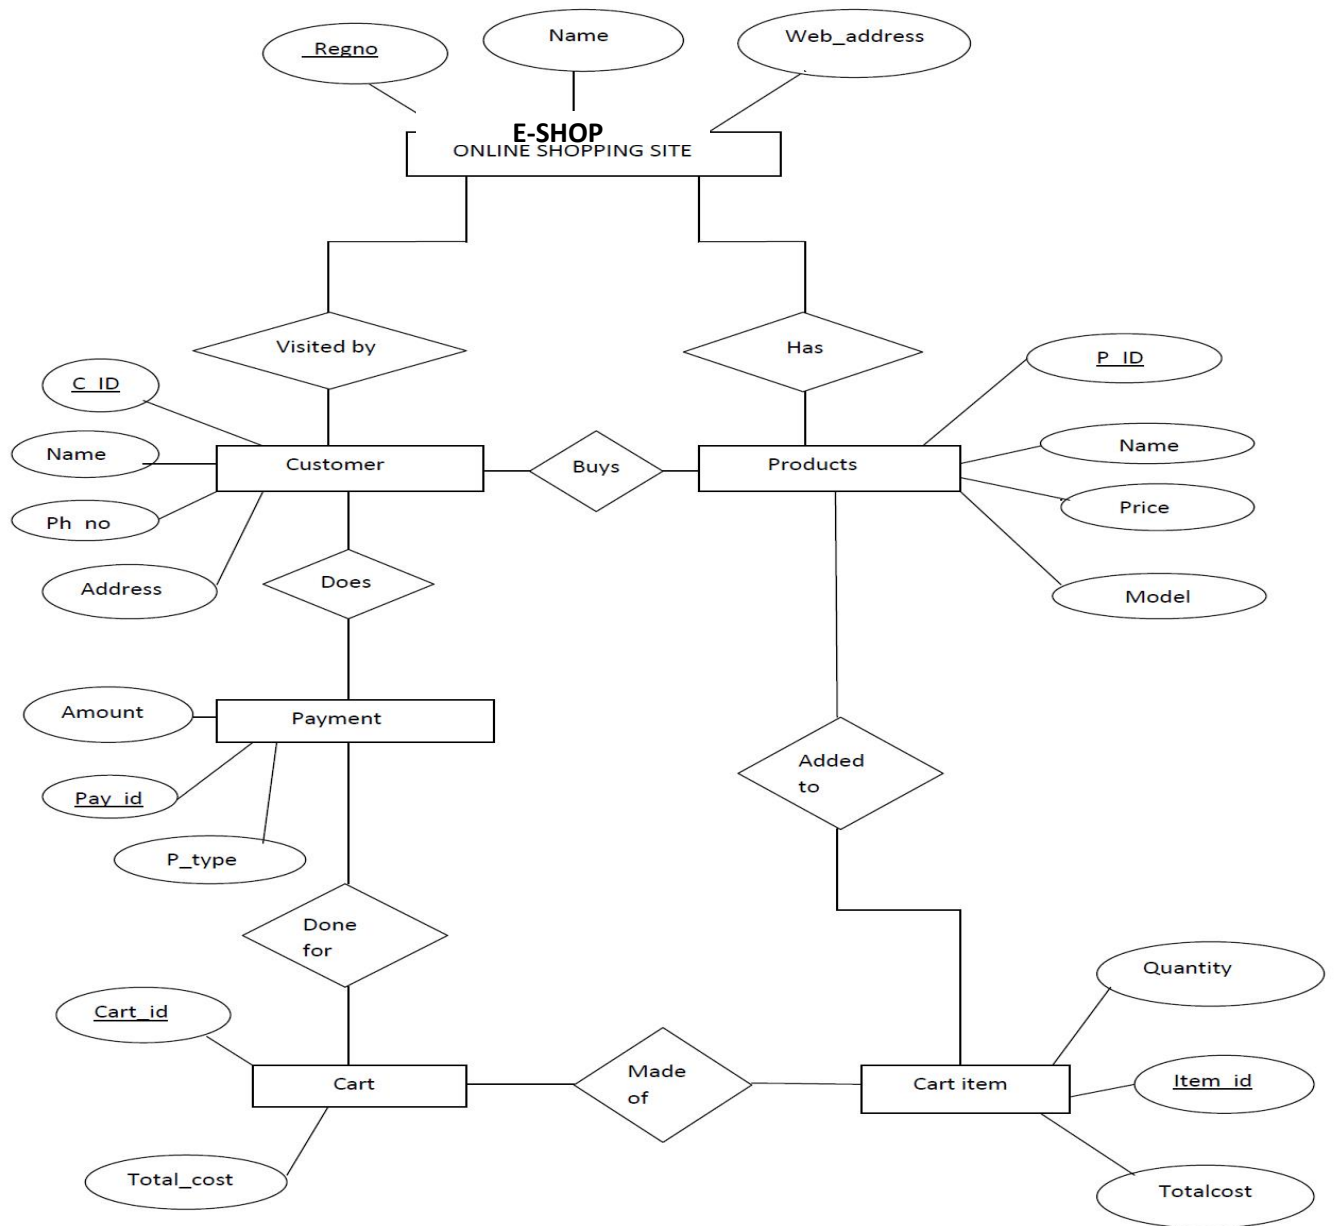 _Regno
Name
Web_address
E-SHOP
ONLINE SHOPPING SITE
Visited by
Has
C_ID
P_ID
Name
Customer
Buys
Products
Name
Ph_no
Price
Address
Does
Model
Amount
Payment
Added
to
Pay_id
P_type
Done
for
Quantity
Cart_id
Cart
Made
of
Cart item
Item_id
Total_cost
Totalcost